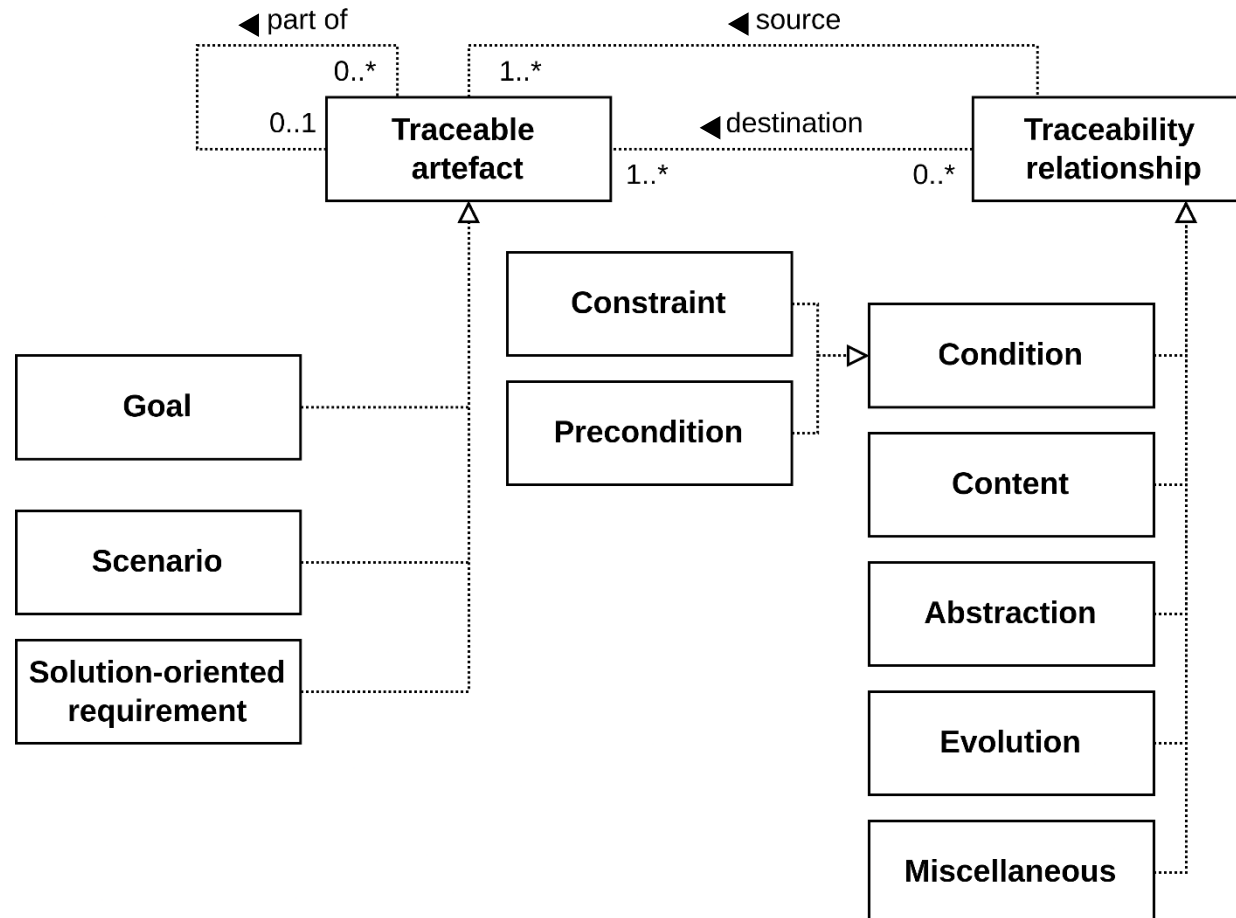 part of
source
0..*
1..*
0..1
destination
Traceable
artefact
Traceability
relationship
1..*
0..*
Constraint
Condition
Goal
Precondition
Content
Scenario
Abstraction
Solution-oriented
requirement
Evolution
Miscellaneous